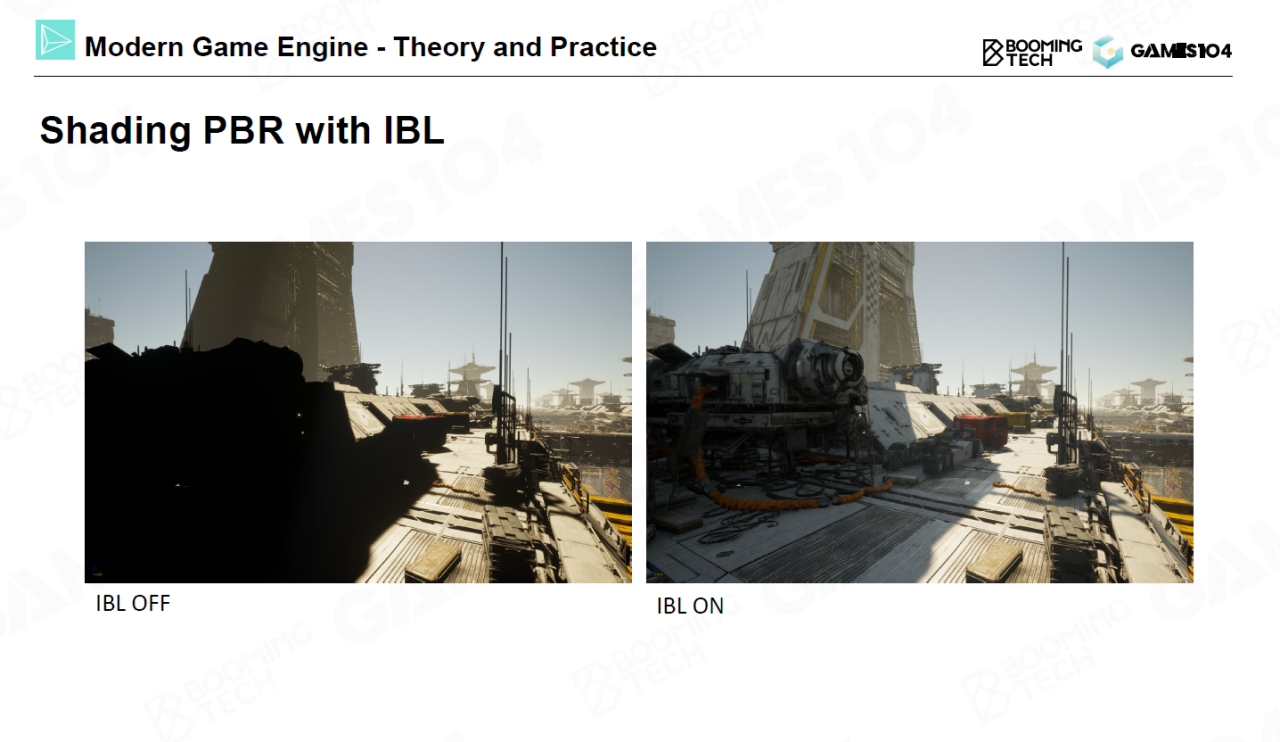 Modern Game Engine - Theory and Practice
BOOMING
TECH
GAMES104
Shading PBR with IBL
IBL OFF
IBL ON